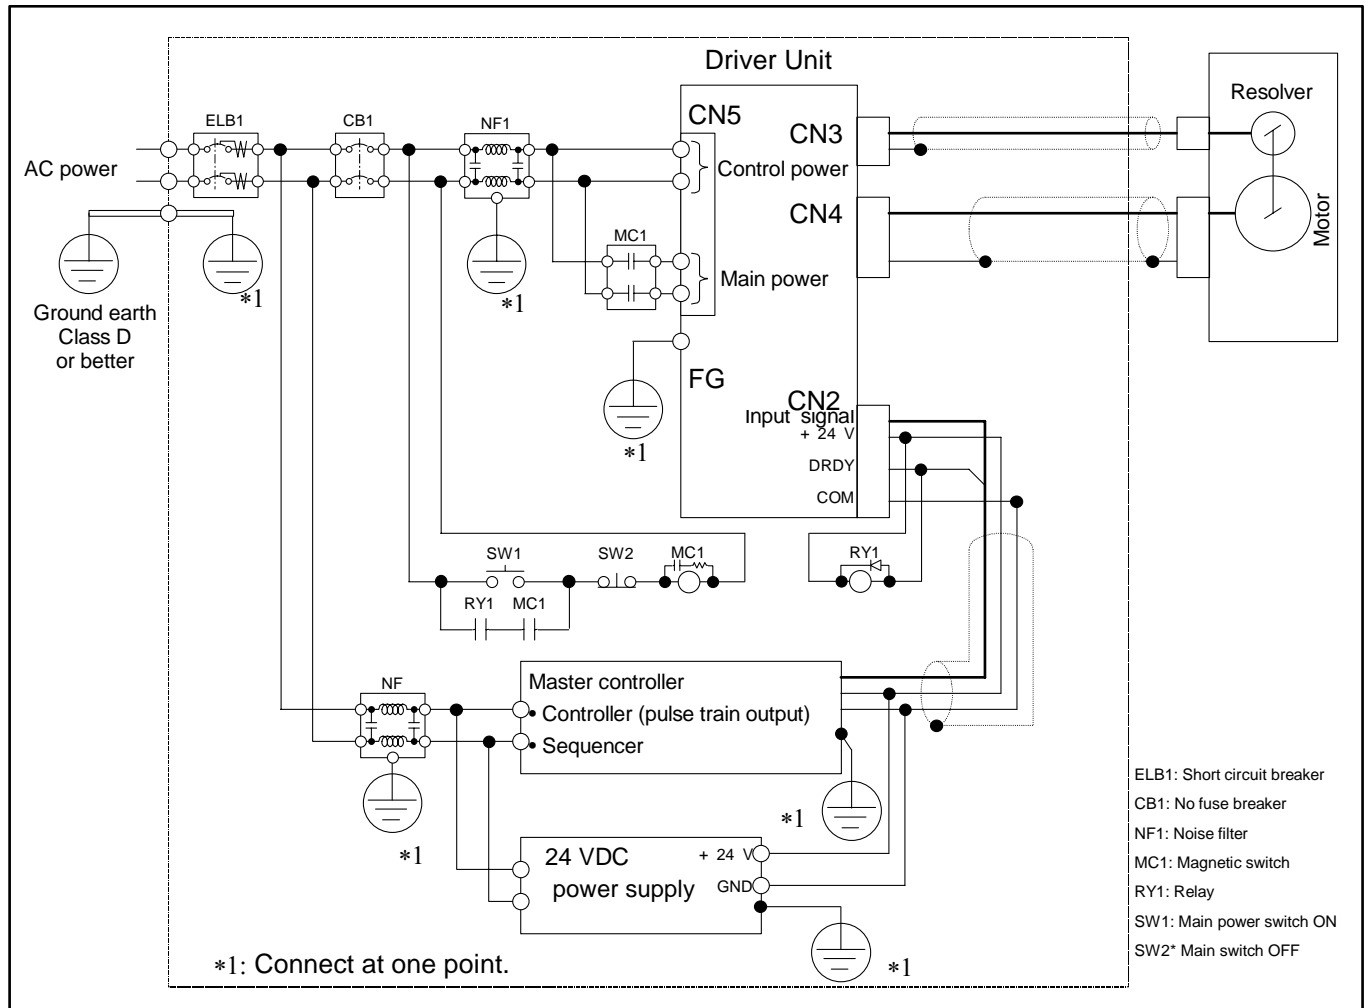 Driver Unit
Resolver
Motor
ELB1
CB1
NF1
CN5
CN3
AC power
Control power
CN4
MC1
*1
*1
Main power
Ground earth
Class D
or better
FG
*1
CN2
Input signal
+ 24 V
DRDY
COM
SW1
SW2
MC1
RY1
RY1
MC1
NF
Master controller
• Controller (pulse train output)
• Sequencer
*1
*1
24 VDC
power supply
+ 24 V
GND
*1
*1: Connect at one point.
ELB1: Short circuit breaker
CB1: No fuse breaker
NF1: Noise filter
MC1: Magnetic switch
RY1: Relay
SW1: Main power switch ON
SW2* Main switch OFF